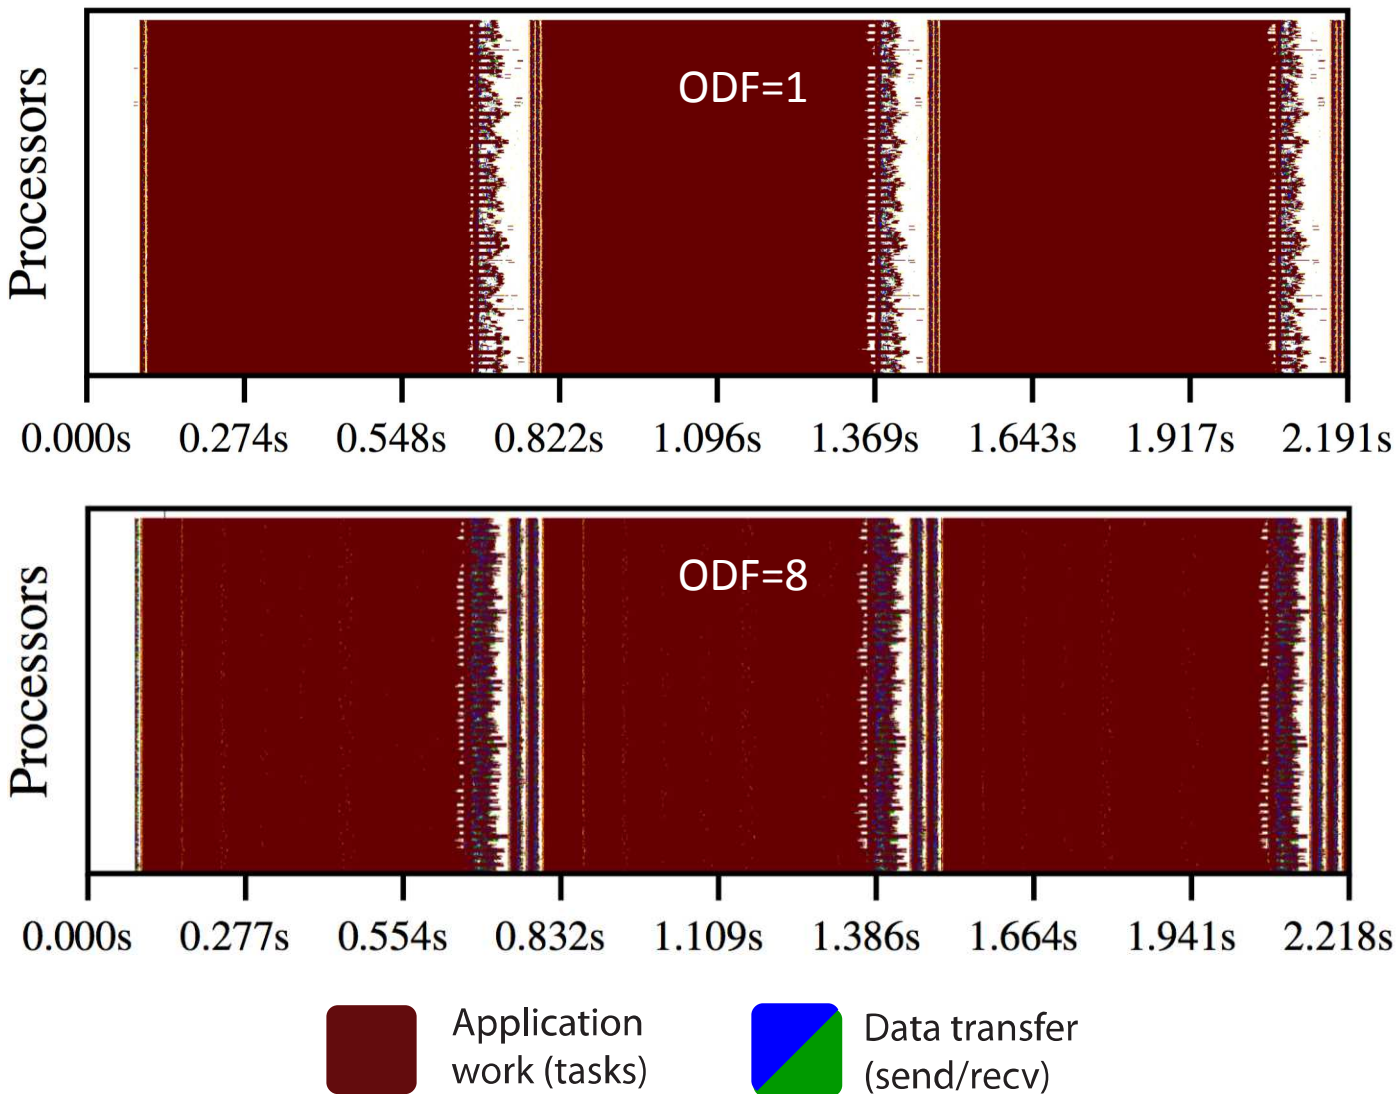 Processors
ODF=1
0.000s 0.274s 0.548s 0.822s 1.096s 1.369s 1.643s 1.917s 2.191s
Processors
ODF=8
0.000s 0.277s 0.554s 0.832s 1.109s 1.386s 1.664s 1.941s 2.218s
Application
work (tasks)
Data transfer
(send/recv)